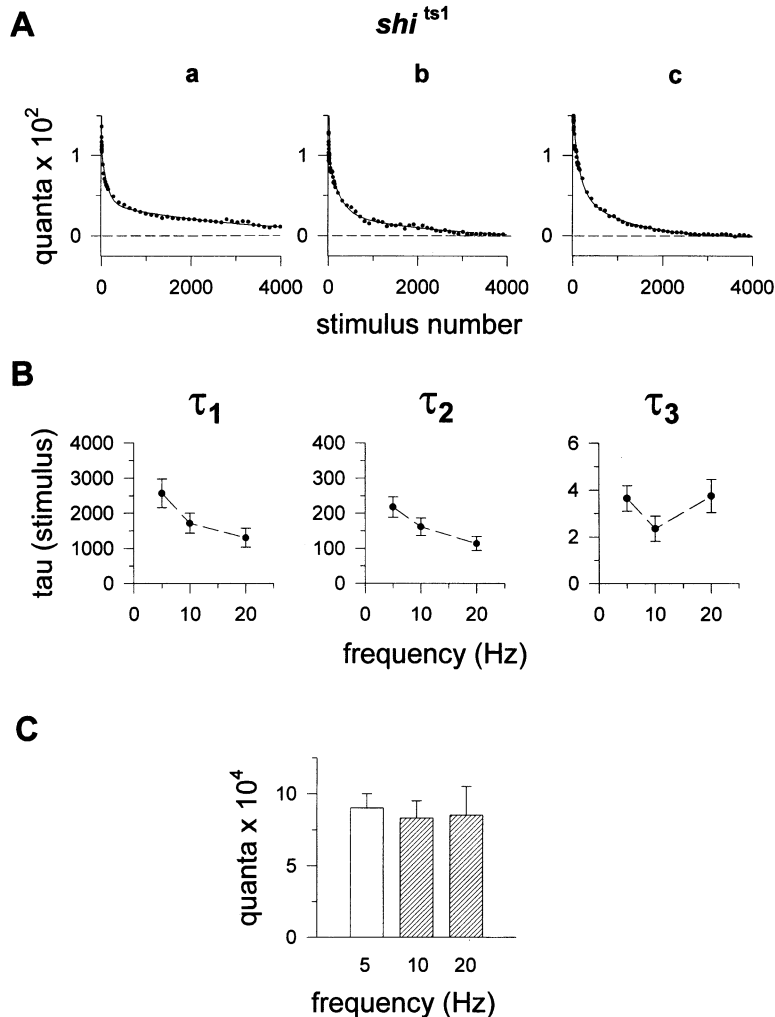 A
shi ts1
a b c
quanta x 10²
1 1 1
0 0 0
0 2000 4000 0 2000 4000 0 2000 4000
stimulus number
B
τ1 τ2 τ3
tau (stimulus)
4000 400 6
3000 300 4
2000 200 2
1000 100 0
0 0
0 10 20 0 10 20 0 10 20
frequency (Hz)
C
quanta x 10⁴
10
5
0
5 10 20
frequency (Hz)